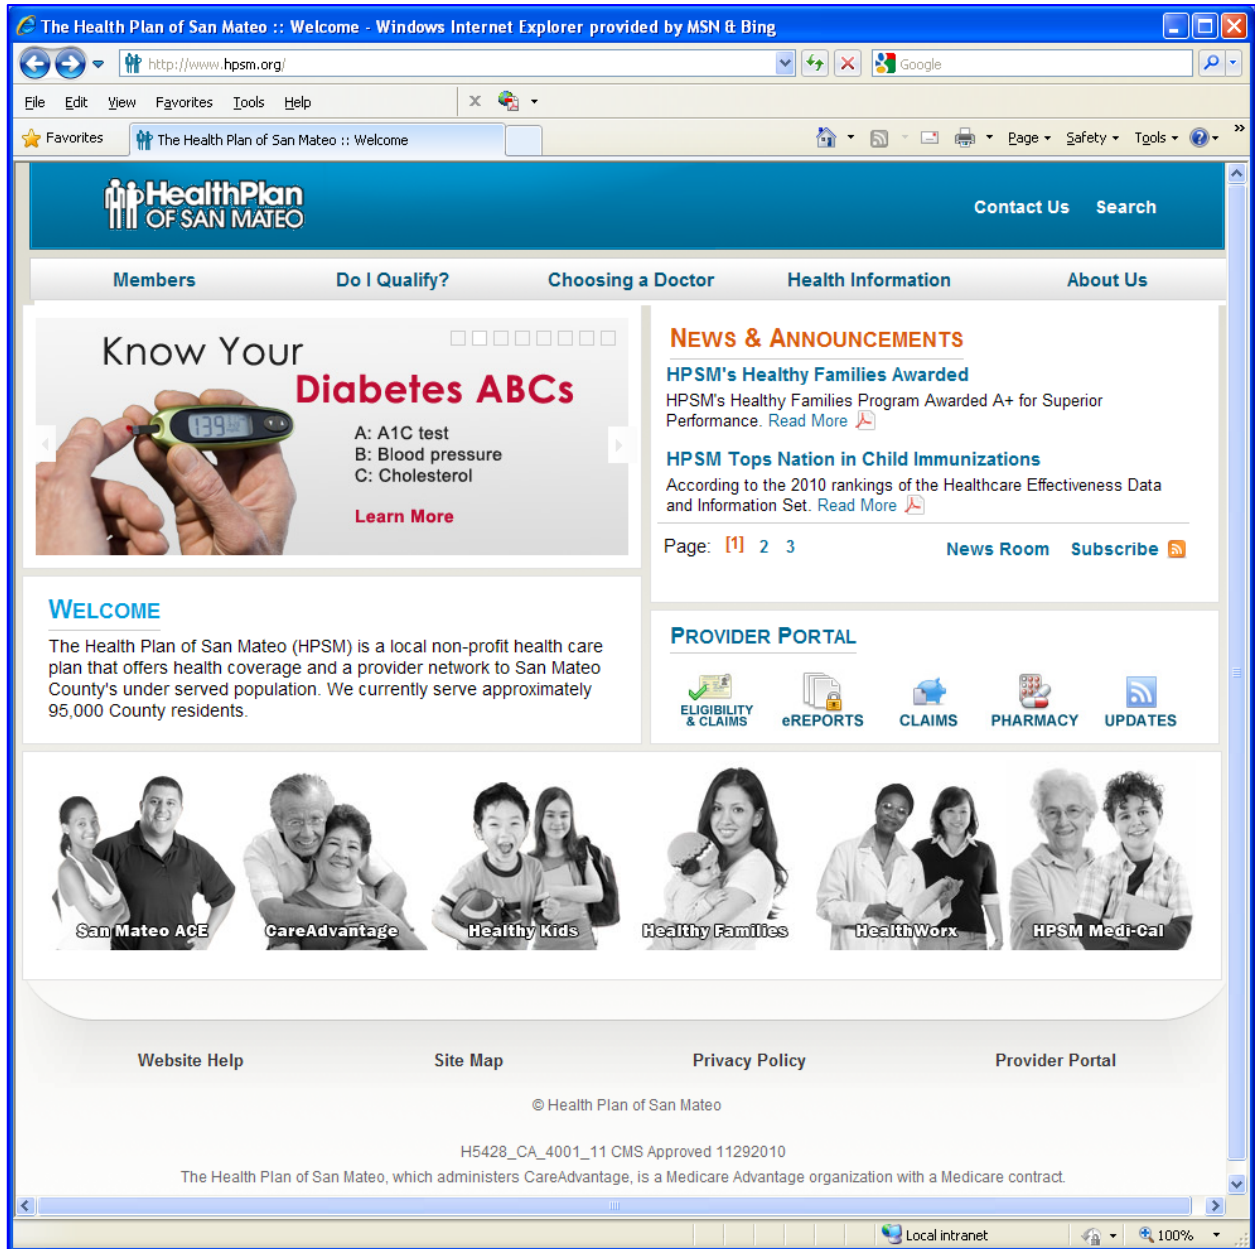 The Health Plan of San Mateo :: Welcome - Windows Internet Explorer provided by MSN & Bing
http://www.hpsm.org/
Google
File Edit View Favorites Tools Help
Favorites
The Health Plan of San Mateo :: Welcome
Page Safety Tools
HealthPlan
OF SAN MATEO
Contact Us Search
Members Do I Qualify? Choosing a Doctor Health Information About Us
Know Your
Diabetes ABCs
139
A: A1C test
B: Blood pressure
C: Cholesterol
Learn More
NEWS & ANNOUNCEMENTS
HPSM's Healthy Families Awarded
HPSM's Healthy Families Program Awarded A+ for Superior
Performance. Read More
HPSM Tops Nation in Child Immunizations
According to the 2010 rankings of the Healthcare Effectiveness Data
and Information Set. Read More
Page: [1] 2 3
News Room Subscribe
WELCOME
The Health Plan of San Mateo (HPSM) is a local non-profit health care
plan that offers health coverage and a provider network to San Mateo
County's under served population. We currently serve approximately
95,000 County residents.
PROVIDER PORTAL
ELIGIBILITY
& CLAIMS
eREPORTS
CLAIMS
PHARMACY
UPDATES
San Mateo ACE
CareAdvantage
Healthy Kids
Healthy Families
HealthWorx
HPSM Medi-Cal
Website Help Site Map Privacy Policy Provider Portal
© Health Plan of San Mateo
H5428_CA_4001_11 CMS Approved 11292010
The Health Plan of San Mateo, which administers CareAdvantage, is a Medicare Advantage organization with a Medicare contract.
Local intranet
100%